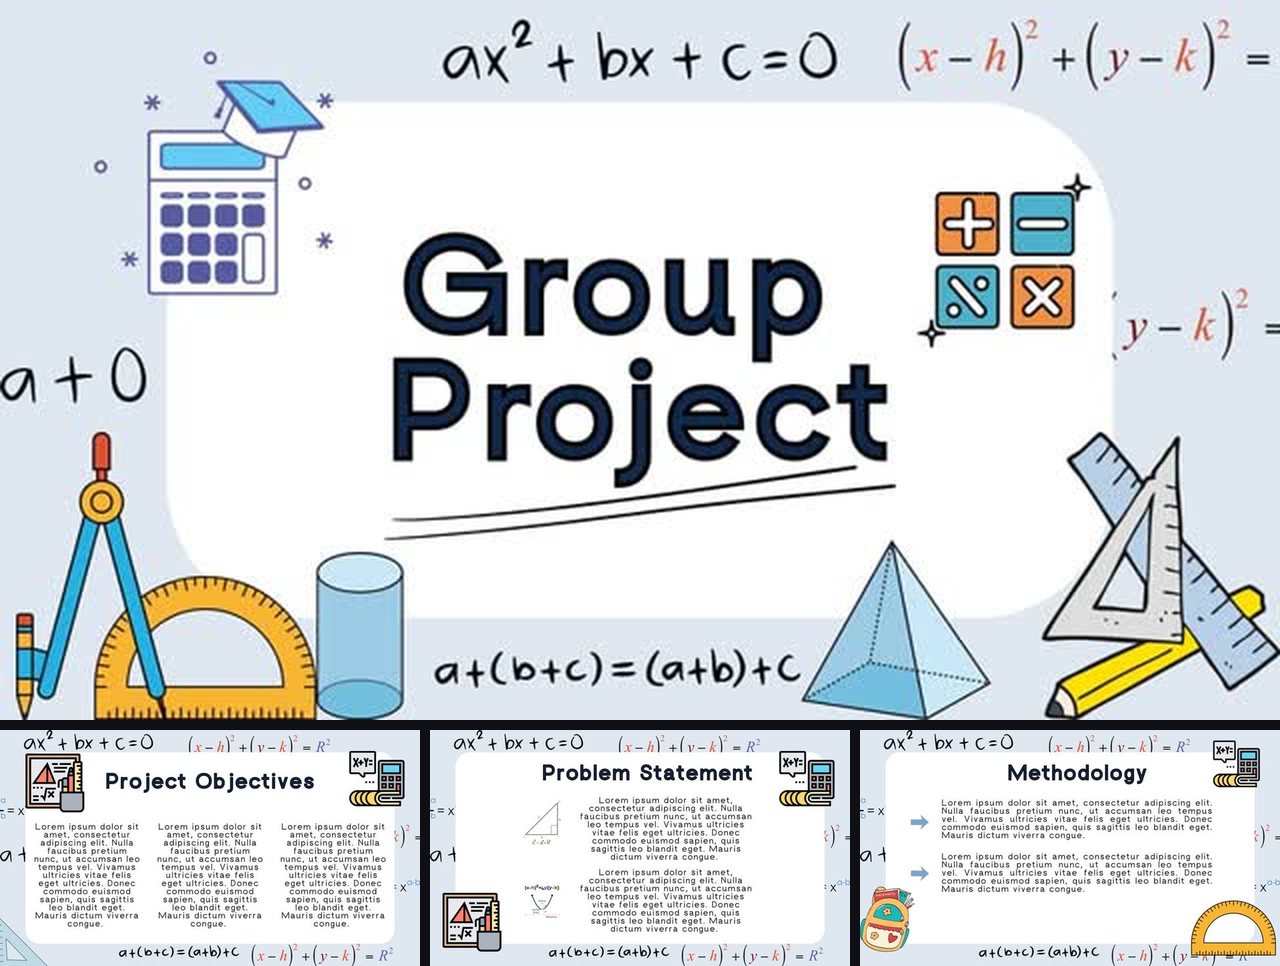 ax² + bx + c = 0
(x − h)² + (y − k)² =
Group
Project
y − k)² =
a + 0
a+(b+c)=(a+b)+c
ax² + bx + c = 0
(x − h)² + (y − k)² = R²
Project Objectives
X+Y=
= x
a +
Lorem ipsum dolor sit amet, consectetur adipiscing elit. Nulla faucibus pretium nunc, ut accumsan leo tempus vel. Vivamus ultricies vitae felis eget ultricies. Donec commodo euismod sapien, quis sagittis leo blandit eget. Mauris dictum viverra congue.
Lorem ipsum dolor sit amet, consectetur adipiscing elit. Nulla faucibus pretium nunc, ut accumsan leo tempus vel. Vivamus ultricies vitae felis eget ultricies. Donec commodo euismod sapien, quis sagittis leo blandit eget. Mauris dictum viverra congue.
Lorem ipsum dolor sit amet, consectetur adipiscing elit. Nulla faucibus pretium nunc, ut accumsan leo tempus vel. Vivamus ultricies vitae felis eget ultricies. Donec commodo euismod sapien, quis sagittis leo blandit eget. Mauris dictum viverra congue.
a+(b+c)=(a+b)+c
(x − h)² + (y − k)² = R²
ax² + bx + c = 0
(x − h)² + (y − k)² = R²
Problem Statement
X+Y=
Lorem ipsum dolor sit amet,
consectetur adipiscing elit. Nulla
faucibus pretium nunc, ut accumsan
leo tempus vel. Vivamus ultricies
vitae felis eget ultricies. Donec
commodo euismod sapien, quis
sagittis leo blandit eget. Mauris
dictum viverra congue.
Lorem ipsum dolor sit amet,
consectetur adipiscing elit. Nulla
faucibus pretium nunc, ut accumsan
leo tempus vel. Vivamus ultricies
vitae felis eget ultricies. Donec
commodo euismod sapien, quis
sagittis leo blandit eget. Mauris
dictum viverra congue.
a+(b+c)=(a+b)+c
(x − h)² + (y − k)² = R²
ax² + bx + c = 0
(x − h)² + (y − k)² = R²
Methodology
X+Y=
= x
a +
Lorem ipsum dolor sit amet, consectetur adipiscing elit.
Nulla faucibus pretium nunc, ut accumsan leo tempus
vel. Vivamus ultricies vitae felis eget ultricies. Donec
commodo euismod sapien, quis sagittis leo blandit eget.
Mauris dictum viverra congue.
Lorem ipsum dolor sit amet, consectetur adipiscing elit.
Nulla faucibus pretium nunc, ut accumsan leo tempus
vel. Vivamus ultricies vitae felis eget ultricies. Donec
commodo euismod sapien, quis sagittis leo blandit eget.
Mauris dictum viverra congue.
a+(b+c)=(a+b)+c